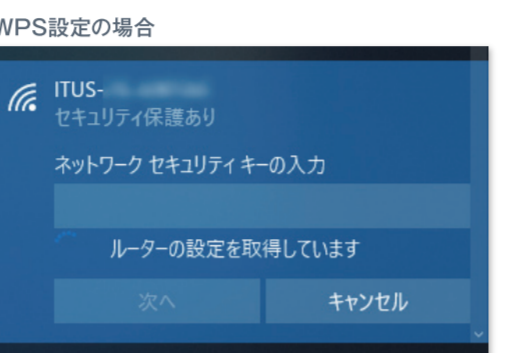 WPS設定の場合
ITUS-
セキュリティ保護あり
ネットワーク セキュリティ キーの入力
ルーターの設定を取得しています
次へ
キャンセル